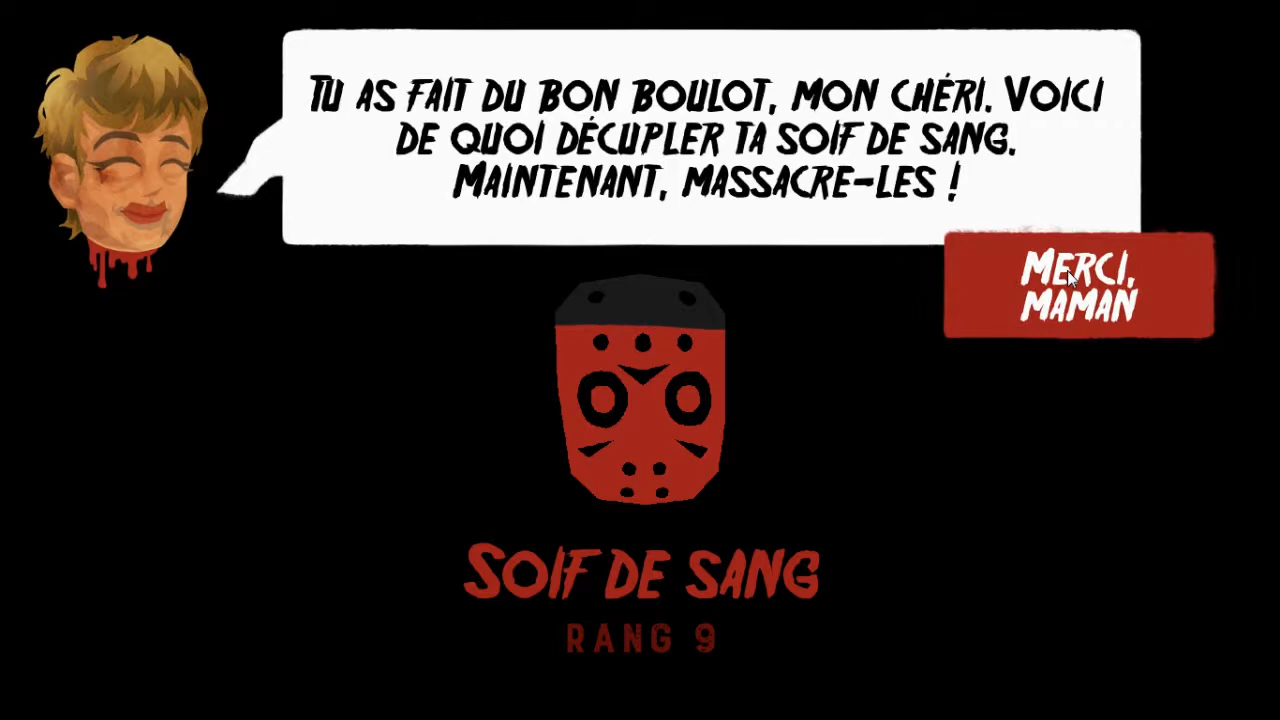 Tu as fait du bon boulot, mon chéri. Voici
de quoi décupler ta soif de sang.
Maintenant, massacre-les !
Merci,
maman
Soif de sang
RANG 9